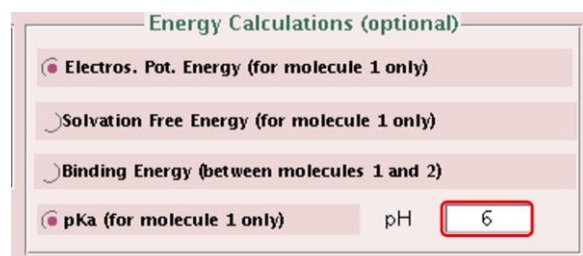 Energy Calculations (optional)
Electros. Pot. Energy (for molecule 1 only)
Solvation Free Energy (for molecule 1 only)
Binding Energy (between molecules 1 and 2)
pKa (for molecule 1 only) pH 6